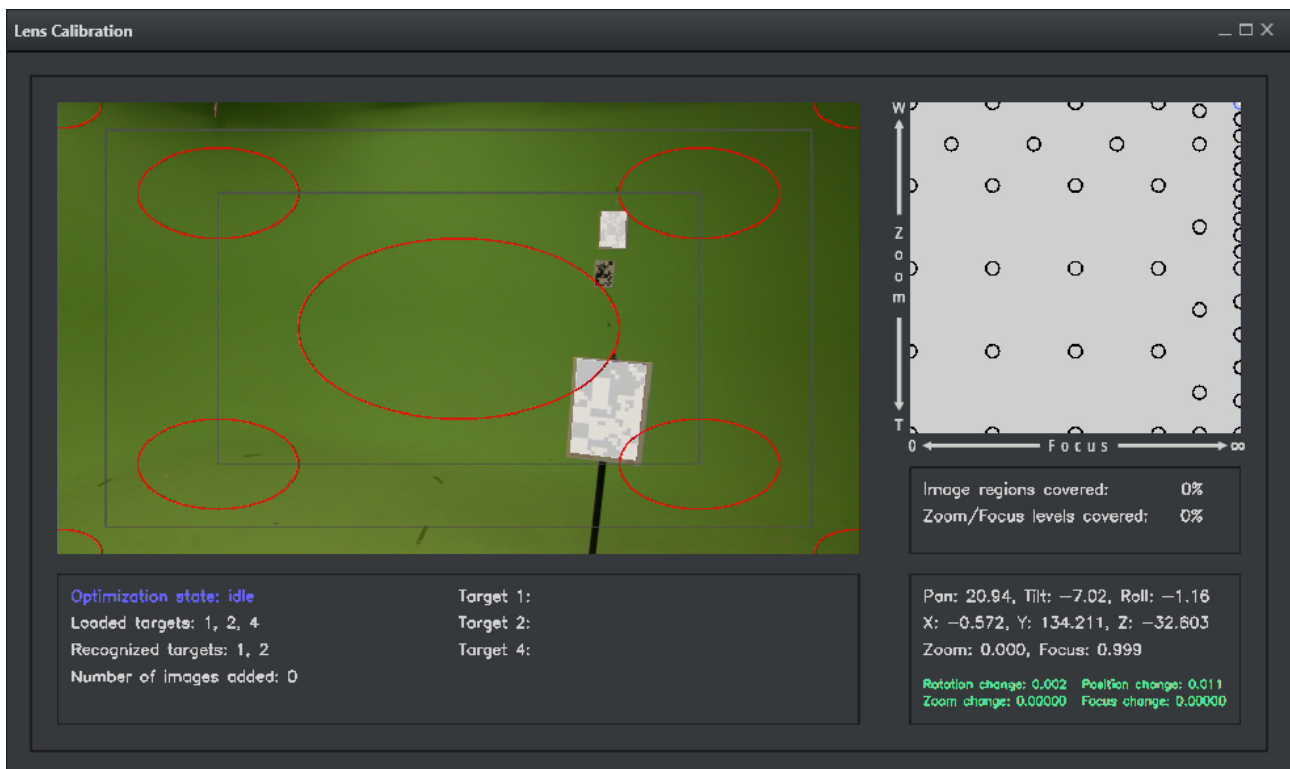 Lens Calibration
W
Zoom
T
0 Focus ∞
Image regions covered: 0%
Zoom/Focus levels covered: 0%
Optimization state: idle
Loaded targets: 1, 2, 4
Recognized targets: 1, 2
Number of images added: 0
Target 1:
Target 2:
Target 4:
Pan: 20.94, Tilt: −7.02, Roll: −1.16
X: −0.572, Y: 134.211, Z: −32.603
Zoom: 0.000, Focus: 0.999
Rotation change: 0.002 Position change: 0.011
Zoom change: 0.00000 Focus change: 0.00000